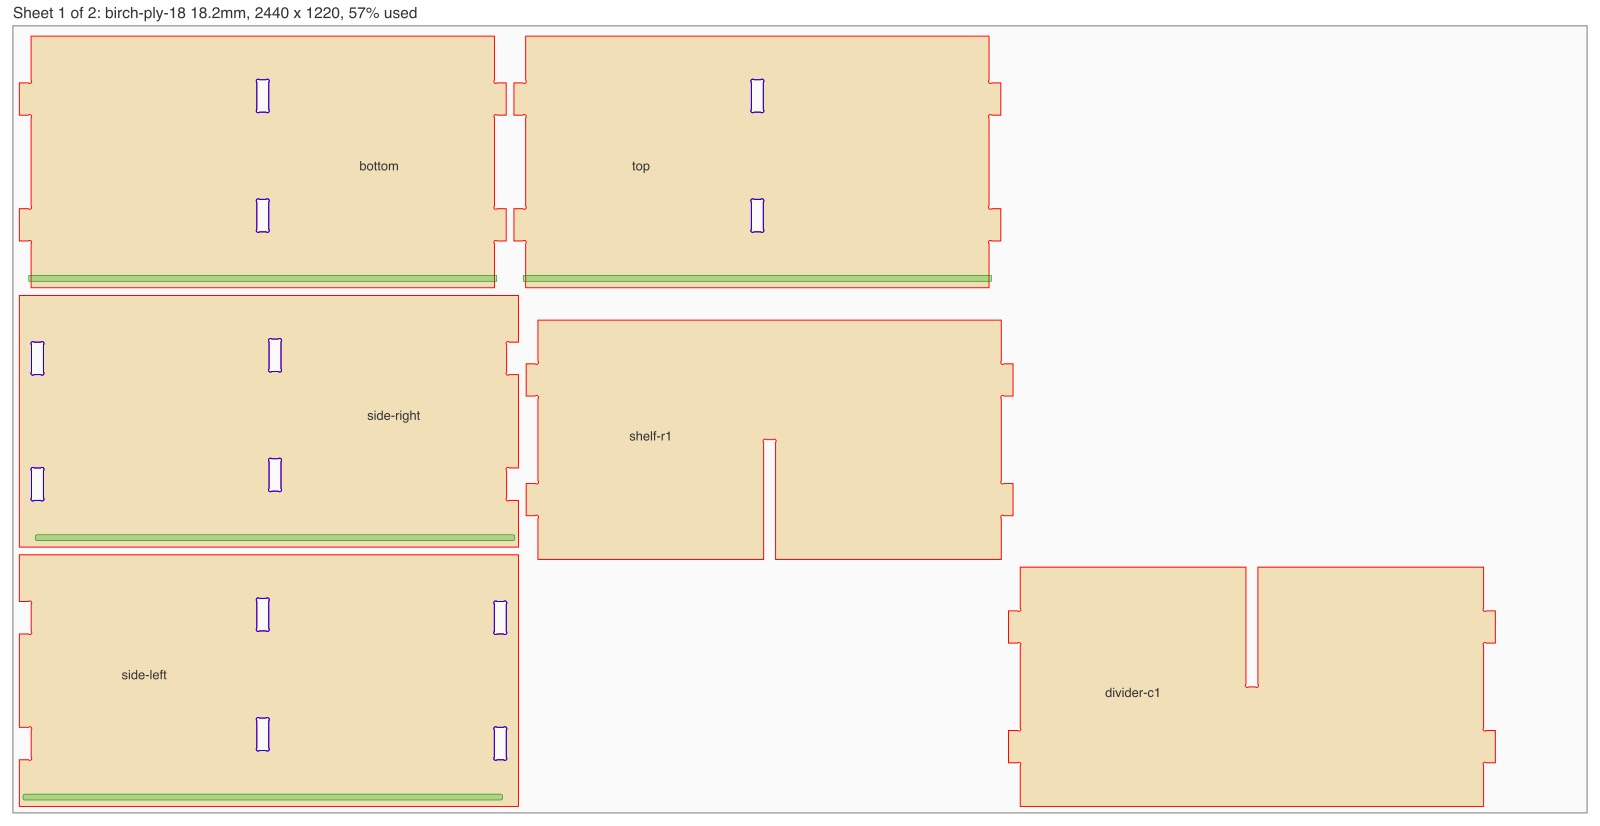 Sheet 1 of 2: birch-ply-18 18.2mm, 2440 x 1220, 57% used
bottom
top
side-right
shelf-r1
side-left
divider-c1